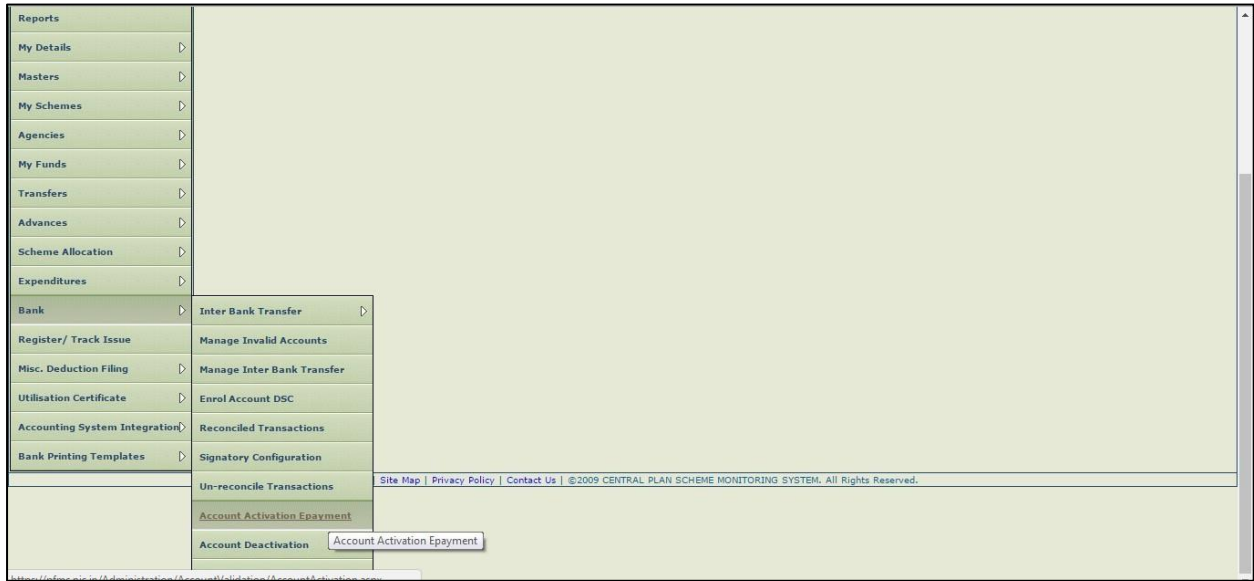 Reports
My Details
Masters
My Schemes
Agencies
My Funds
Transfers
Advances
Scheme Allocation
Expenditures
Bank
Register/ Track Issue
Misc. Deduction Filing
Utilisation Certificate
Accounting System Integration
Bank Printing Templates
Inter Bank Transfer
Manage Invalid Accounts
Manage Inter Bank Transfer
Enrol Account DSC
Reconciled Transactions
Signatory Configuration
Un-reconcile Transactions
Account Activation Epayment
Account Deactivation
Account Activation Epayment
| Site Map | Privacy Policy | Contact Us | ©2009 CENTRAL PLAN SCHEME MONITORING SYSTEM. All Rights Reserved.